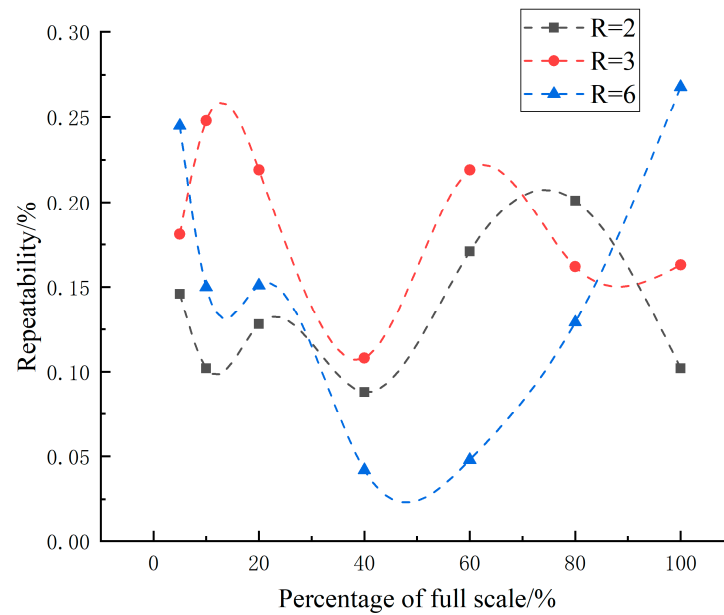 R=2
R=3
R=6
0.30
0.25
0.20
0.15
0.10
0.05
0.00
Repeatability/%
0 20 40 60 80 100
Percentage of full scale/%